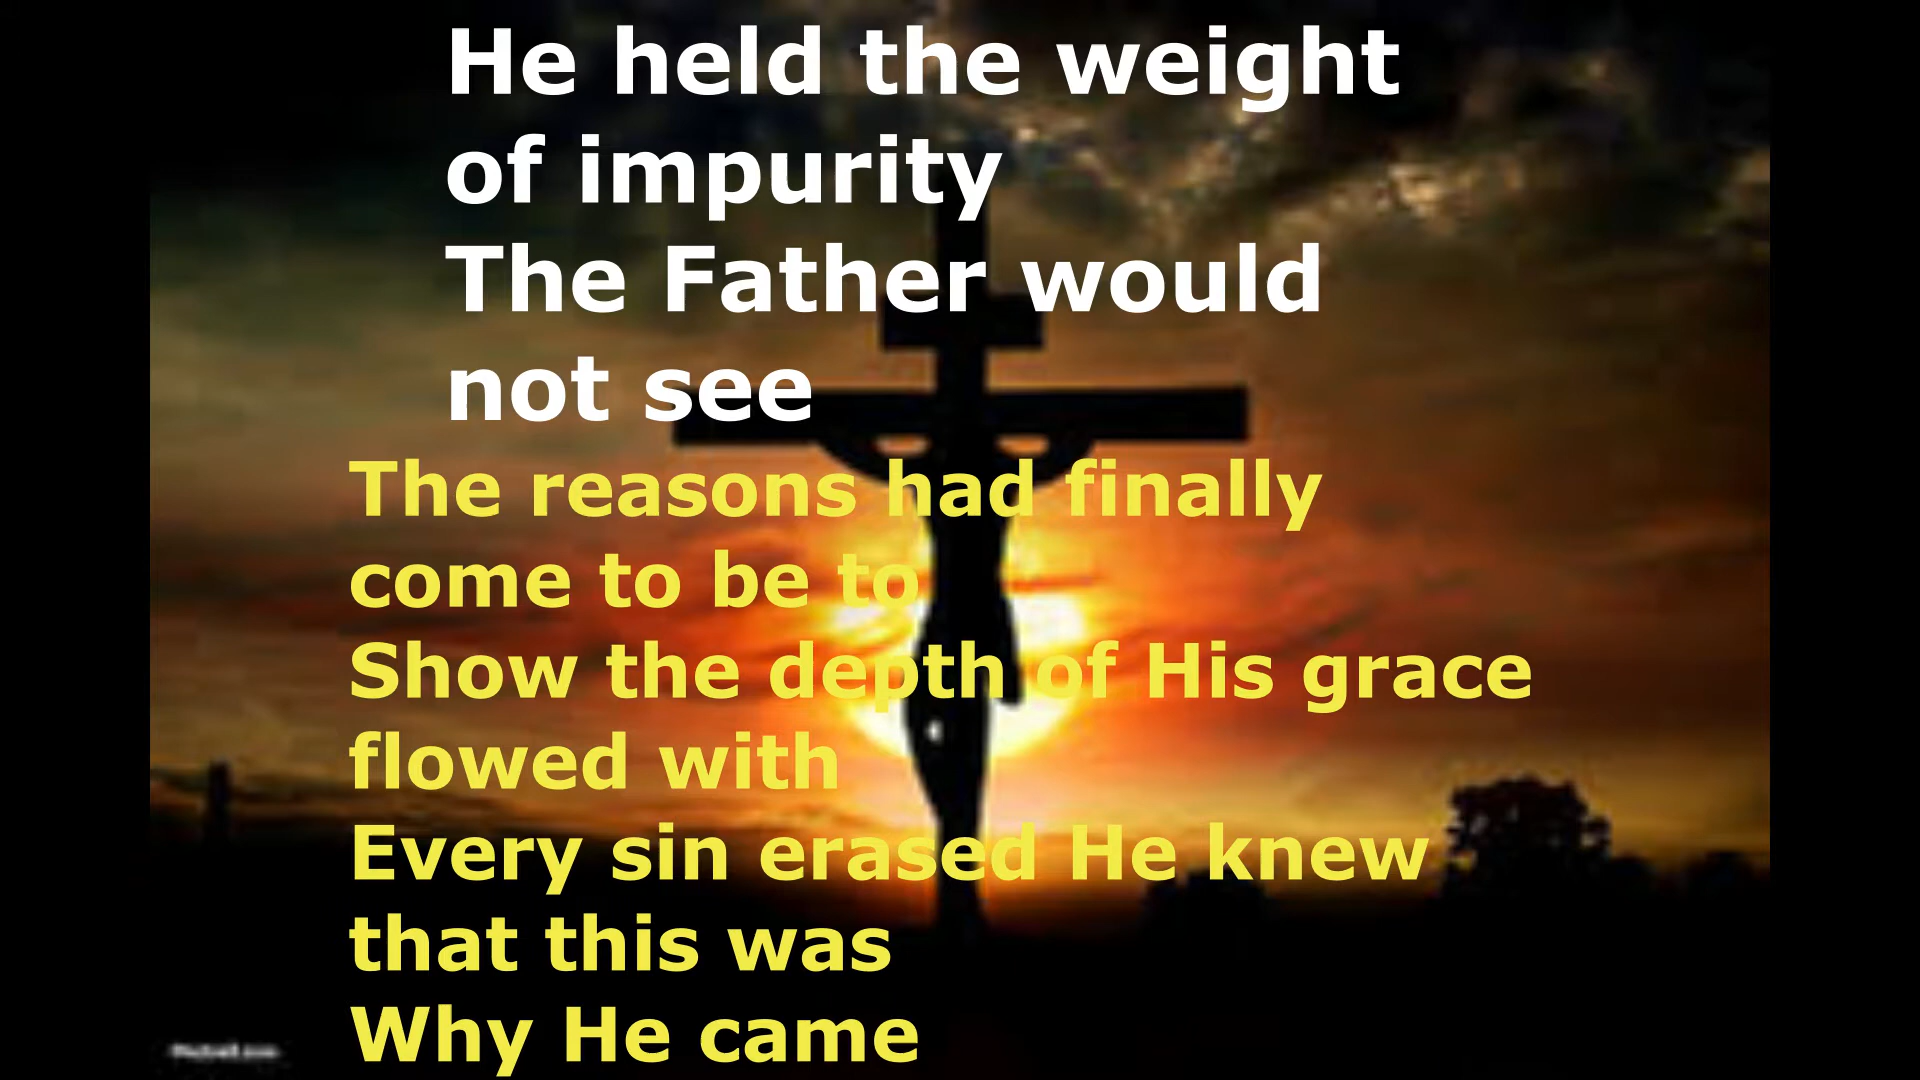 He held the weight
of impurity
The Father would
not see
The reasons had finally
come to be to
Show the depth of His grace
flowed with
Every sin erased He knew
that this was
Why He came